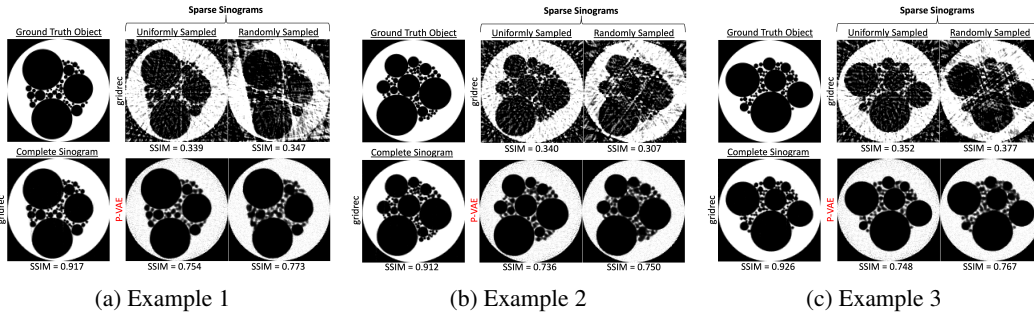 Sparse Sinograms
Ground Truth Object
Uniformly Sampled
Randomly Sampled
gridrec
SSIM = 0.339
SSIM = 0.347
Complete Sinogram
gridrec
P-VAE
SSIM = 0.917
SSIM = 0.754
SSIM = 0.773
(a) Example 1
Sparse Sinograms
Ground Truth Object
Uniformly Sampled
Randomly Sampled
gridrec
SSIM = 0.340
SSIM = 0.307
Complete Sinogram
gridrec
P-VAE
SSIM = 0.912
SSIM = 0.736
SSIM = 0.750
(b) Example 2
Sparse Sinograms
Ground Truth Object
Uniformly Sampled
Randomly Sampled
gridrec
SSIM = 0.352
SSIM = 0.377
Complete Sinogram
gridrec
P-VAE
SSIM = 0.926
SSIM = 0.748
SSIM = 0.767
(c) Example 3